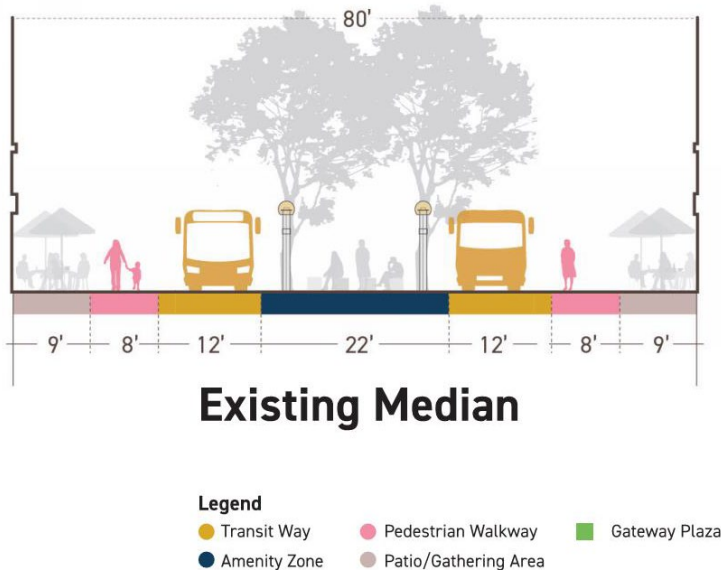 80'
9' 8' 12' 22' 12' 8' 9'
Existing Median
Legend
Transit Way Pedestrian Walkway Gateway Plaza
Amenity Zone Patio/Gathering Area